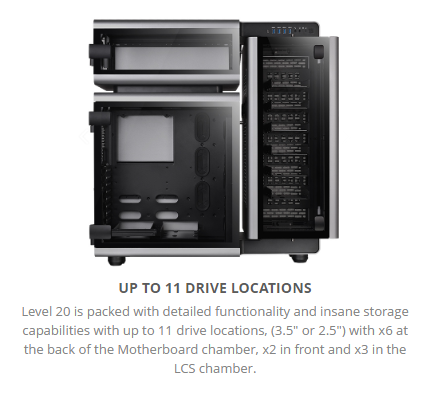 UP TO 11 DRIVE LOCATIONS
Level 20 is packed with detailed functionality and insane storage
capabilities with up to 11 drive locations, (3.5" or 2.5") with x6 at
the back of the Motherboard chamber, x2 in front and x3 in the
LCS chamber.